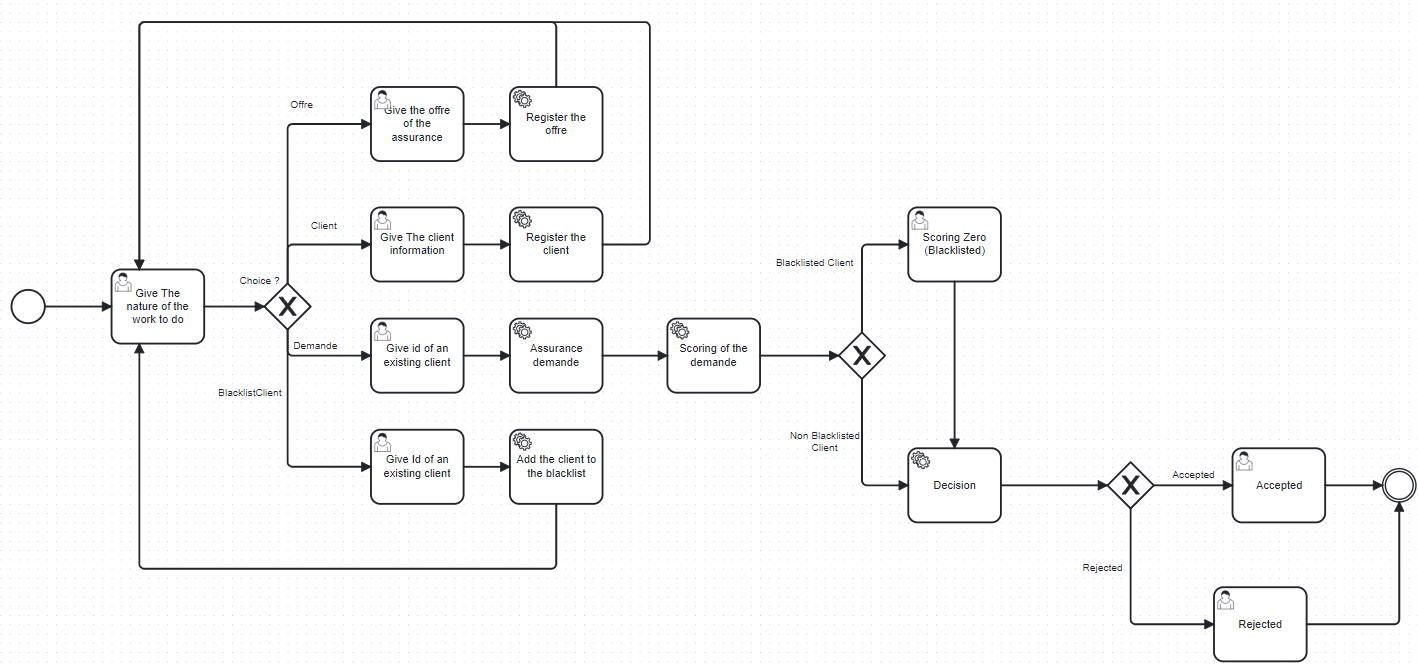 Offre
Give the offre
of the
assurance
Register the
offre
Client
Give The client
information
Register the
client
Choice ?
Give The
nature of the
work to do
Demande
Give id of an
existing client
Assurance
demande
Scoring of the
demande
BlacklistClient
Give Id of an
existing client
Add the client to
the blacklist
Blacklisted Client
Scoring Zero
(Blacklisted)
Non Blacklisted
Client
Decision
Accepted
Accepted
Rejected
Rejected